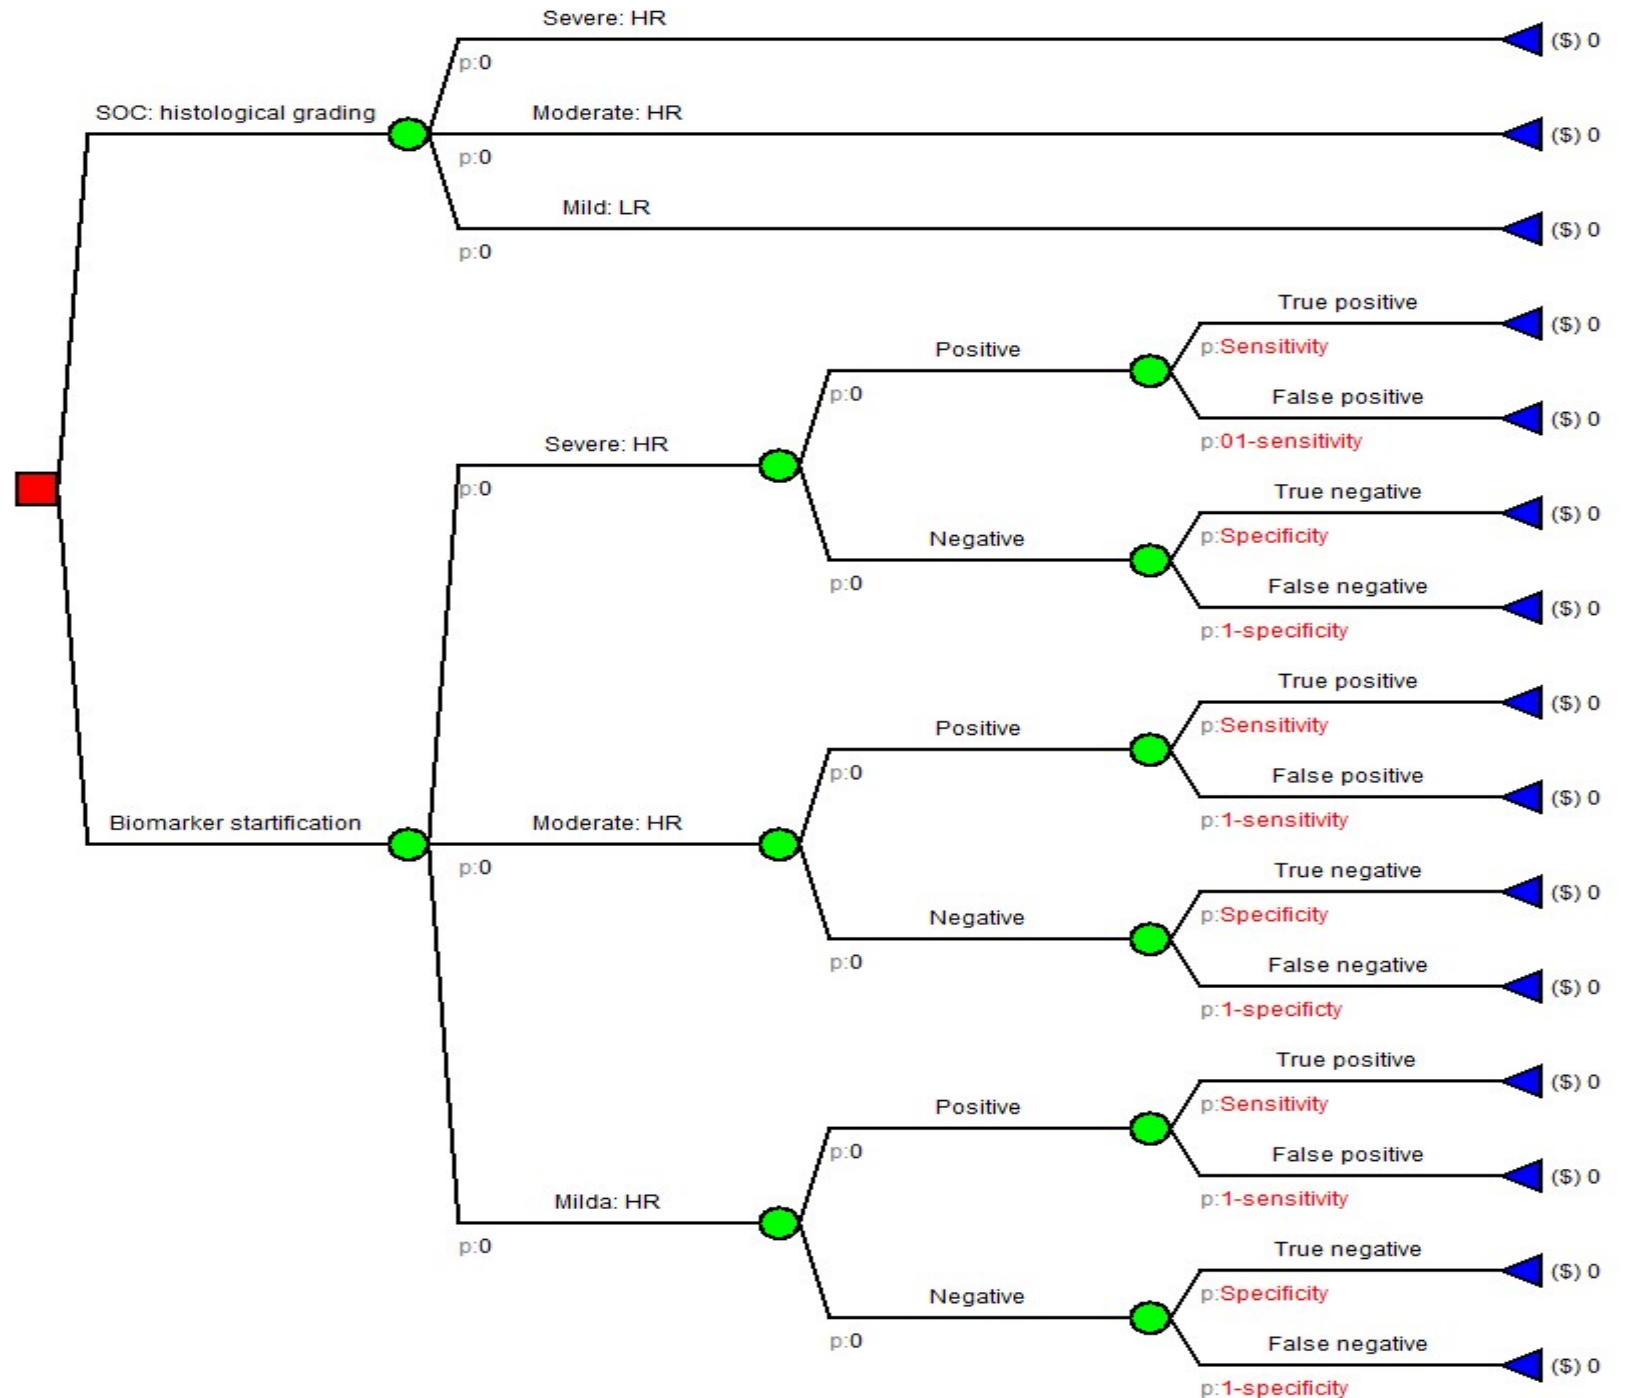 Severe: HR
p:0
($) 0
SOC: histological grading
Moderate: HR
p:0
($) 0
Mild: LR
p:0
($) 0
True positive
p:Sensitivity
($) 0
Positive
p:0
False positive
p:01-sensitivity
($) 0
Severe: HR
p:0
True negative
p:Specificity
($) 0
Negative
p:0
False negative
p:1-specificity
($) 0
True positive
p:Sensitivity
($) 0
Positive
p:0
False positive
p:1-sensitivity
($) 0
Biomarker startification
Moderate: HR
p:0
True negative
p:Specificity
($) 0
Negative
p:0
False negative
p:1-specificty
($) 0
True positive
p:Sensitivity
($) 0
Positive
p:0
False positive
p:1-sensitivity
($) 0
Milda: HR
p:0
True negative
p:Specificity
($) 0
Negative
p:0
False negative
p:1-specificity
($) 0